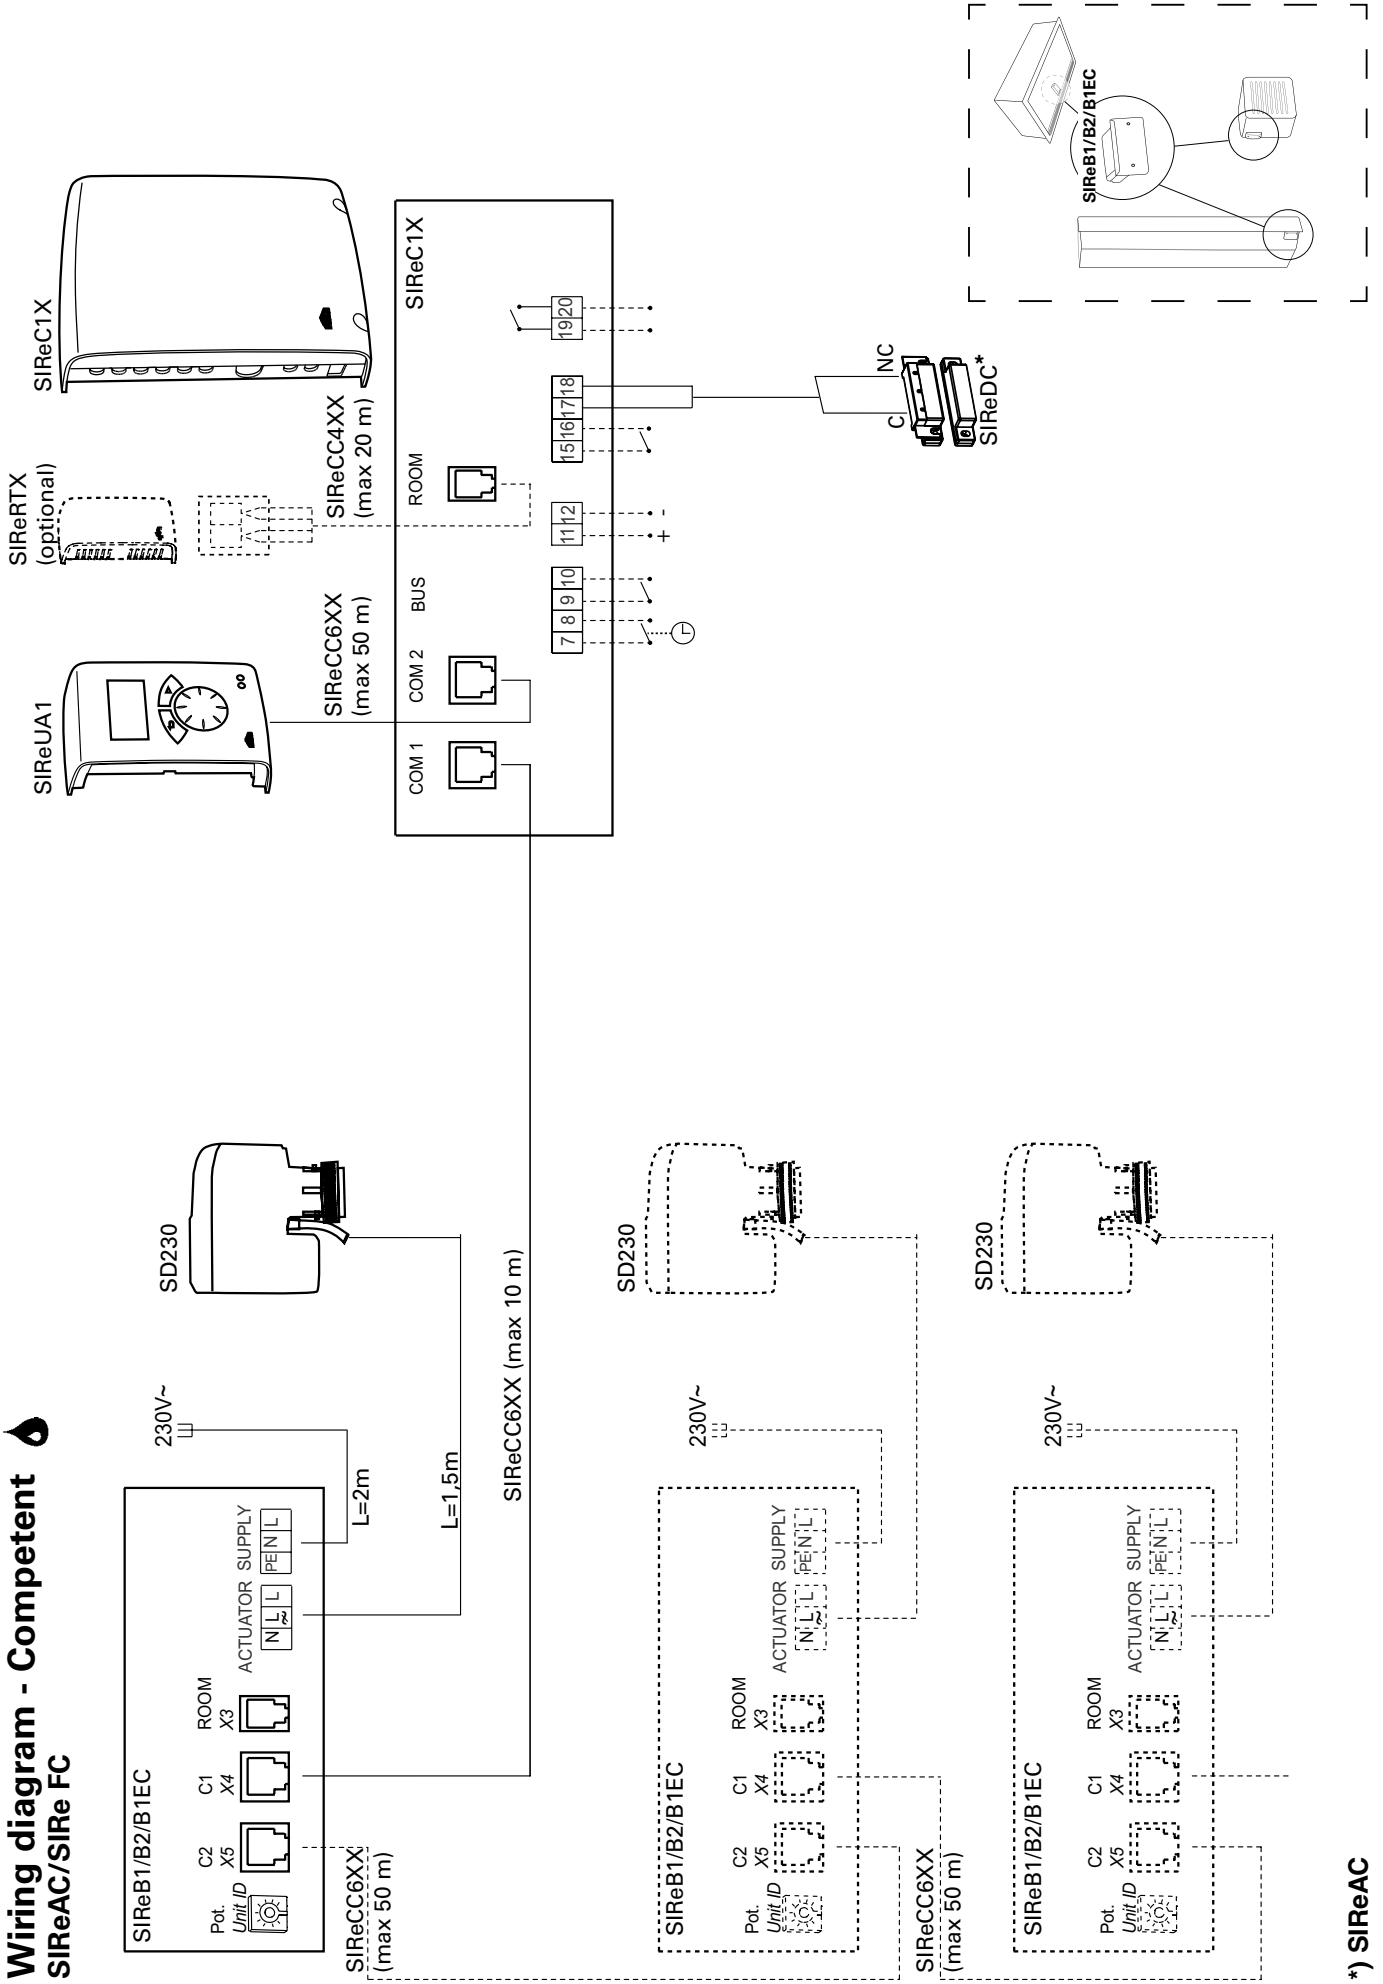 Wiring diagram - Competent
SIReAC/SIRe FC
SIReB1/B2/B1EC
Pot.
Unit ID
C2
X5
C1
X4
ROOM
X3
ACTUATOR
N L L
SUPPLY
PE N L
230V~
L=2m
L=1,5m
SD230
SIReCC6XX (max 10 m)
SIReCC6XX
(max 50 m)
SIReB1/B2/B1EC
Pot.
Unit ID
C2
X5
C1
X4
ROOM
X3
ACTUATOR
N L L
SUPPLY
PE N L
230V~
SD230
SIReCC6XX
(max 50 m)
SIReB1/B2/B1EC
Pot.
Unit ID
C2
X5
C1
X4
ROOM
X3
ACTUATOR
N L L
SUPPLY
PE N L
230V~
SD230
SIReUA1
SIReCC6XX
(max 50 m)
SIReRTX
(optional)
SIReCC4XX
(max 20 m)
SIReC1X
SIReC1X
COM 1
COM 2
BUS
ROOM
7 8 9 10
11 12
15 16 17 18
19 20
+ -
C
NC
SIReDC*
SIReB1/B2/B1EC
*) SIReAC